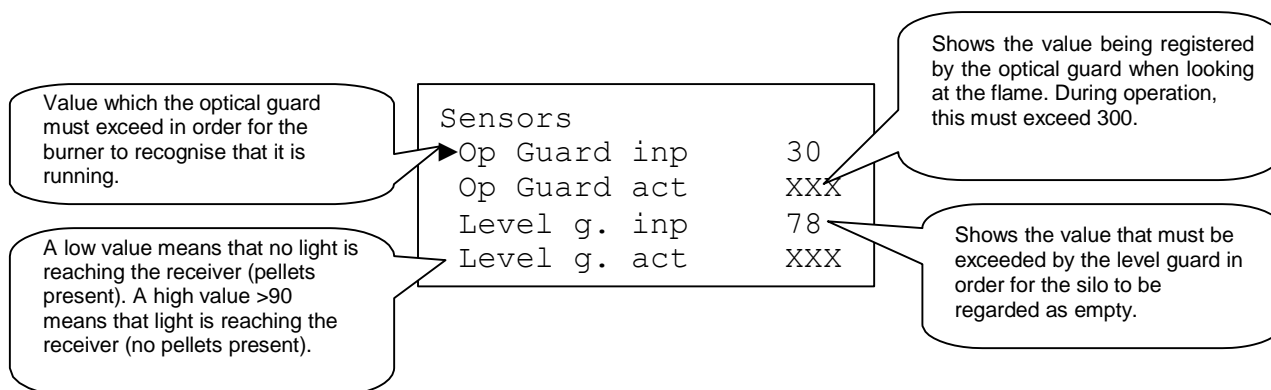 Value which the optical guard
must exceed in order for the
burner to recognise that it is
running.
A low value means that no light is
reaching the receiver (pellets
present). A high value >90
means that light is reaching the
receiver (no pellets present).
Sensors
Op Guard inp 30
Op Guard act XXX
Level g. inp 78
Level g. act XXX
Shows the value being registered
by the optical guard when looking
at the flame. During operation,
this must exceed 300.
Shows the value that must be
exceeded by the level guard in
order for the silo to be
regarded as empty.